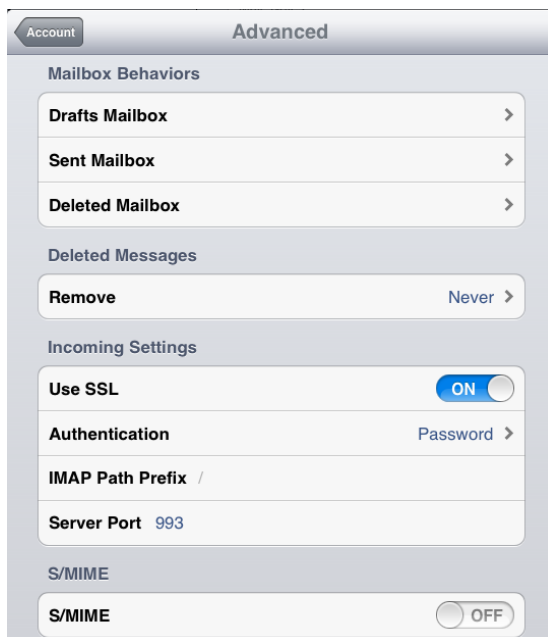 Account
Advanced
Mailbox Behaviors
Drafts Mailbox
Sent Mailbox
Deleted Mailbox
Deleted Messages
Remove Never
Incoming Settings
Use SSL ON
Authentication Password
IMAP Path Prefix /
Server Port 993
S/MIME
S/MIME OFF